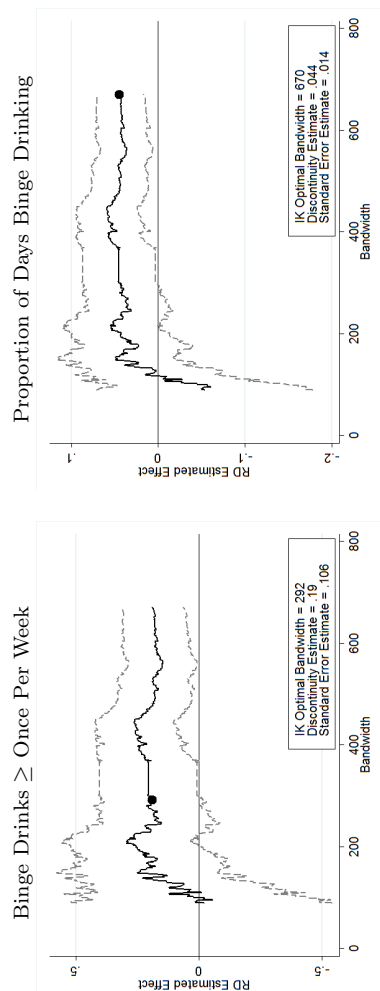 Binge Drinks ≥ Once Per Week
RD Estimated Effect
.5
0
-.5
0
200
400
600
800
Bandwidth
IK Optimal Bandwidth = 292
Discontinuity Estimate = .19
Standard Error Estimate = .106
Proportion of Days Binge Drinking
RD Estimated Effect
.1
0
-.1
-.2
0
200
400
600
800
Bandwidth
IK Optimal Bandwidth = 670
Discontinuity Estimate = .044
Standard Error Estimate = .014